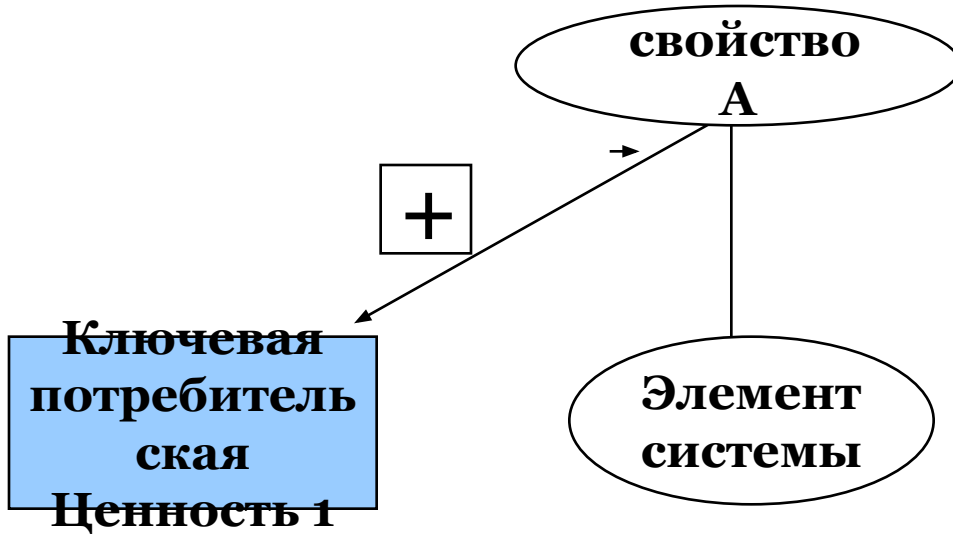 свойство
А
+
Ключевая
потребитель
ская
Ценность 1
Элемент
системы